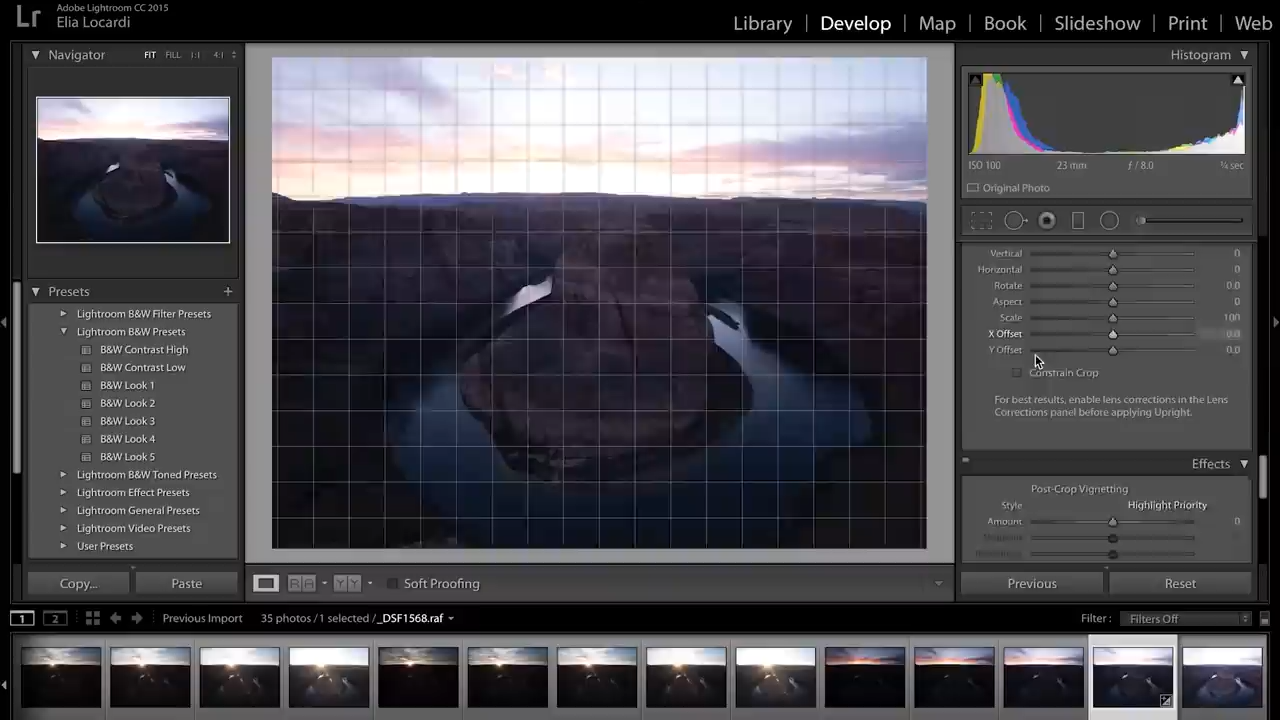 Lr
Adobe Lightroom CC 2015
Elia Locardi
Library | Develop | Map | Book | Slideshow | Print | Web
Navigator FIT FILL 1:1 4:1
Presets +
Lightroom B&W Filter Presets
Lightroom B&W Presets
B&W Contrast High
B&W Contrast Low
B&W Look 1
B&W Look 2
B&W Look 3
B&W Look 4
B&W Look 5
Lightroom B&W Toned Presets
Lightroom Effect Presets
Lightroom General Presets
Lightroom Video Presets
User Presets
Copy... Paste
Soft Proofing
Histogram
ISO 100 23 mm ƒ / 8.0 ¼ sec
Original Photo
Vertical 0
Horizontal 0
Rotate 0.0
Aspect 0
Scale 100
X Offset 0.0
Y Offset 0.0
Constrain Crop
For best results, enable lens corrections in the Lens
Corrections panel before applying Upright.
Effects
Post-Crop Vignetting
Style Highlight Priority
Amount 0
Previous Reset
1 2 Previous Import 35 photos / 1 selected / _DSF1568.raf Filter : Filters Off